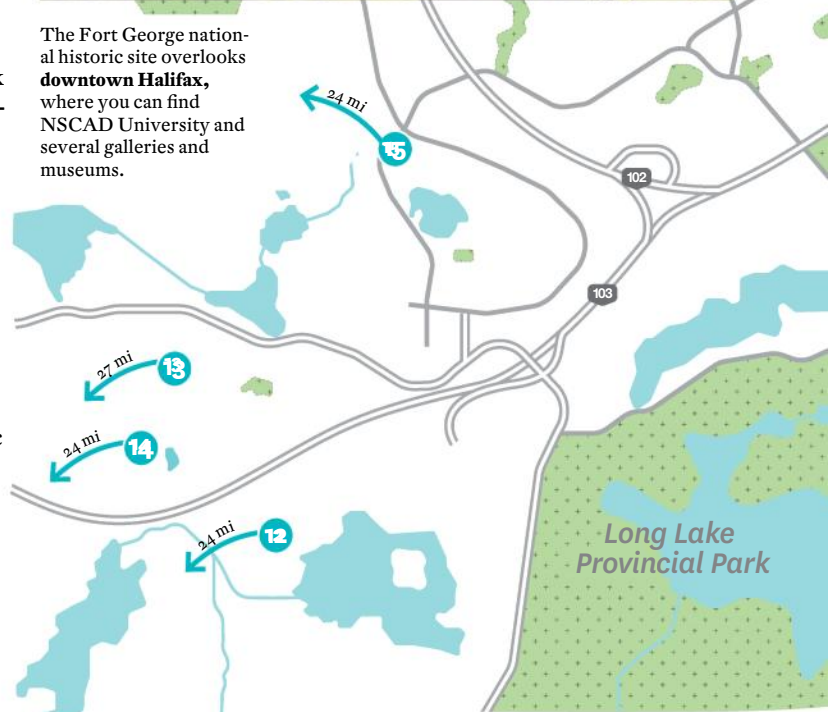 The Fort George nation-
al historic site overlooks
downtown Halifax,
where you can find
NSCAD University and
several galleries and
museums.
24 mi
15
102
103
27 mi
13
24 mi
14
24 mi
12
Long Lake
Provincial Park